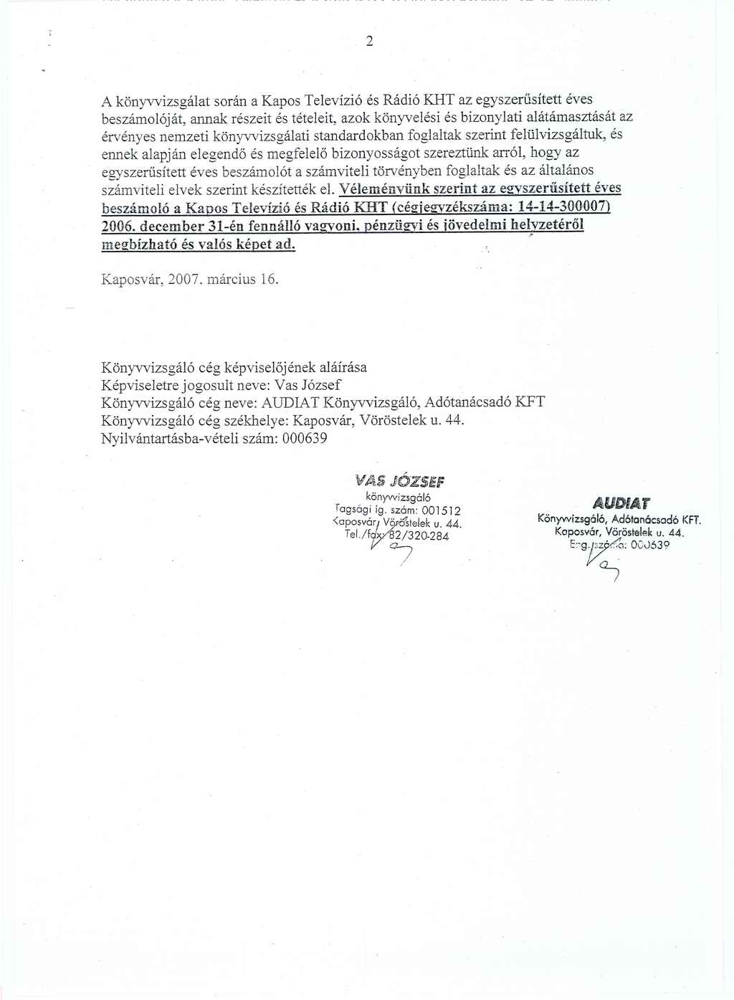 2
A könyvvizsgálat során a Kapos Televízió és Rádió KHT az egyszerűsített éves
beszámolóját, annak részeit és tételeit, azok könyvelési és bizonylati alátámasztását az
érvényes nemzeti könyvvizsgálati standardokban foglaltak szerint felülvizsgáltuk, és
ennek alapján elegendő és megfelelő bizonyosságot szereztünk arról, hogy az
egyszerűsített éves beszámolót a számviteli törvényben foglaltak és az általános
számviteli elvek szerint készítették el. Véleményünk szerint az egyszerűsített éves
beszámoló a Kapos Televízió és Rádió KHT (cégjegyzékszáma: 14-14-300007)
2006. december 31-én fennálló vagyoni, pénzügyi és jövedelmi helyzetéről
megbízható és valós képet ad.
Kaposvár, 2007. március 16.
Könyvvizsgáló cég képviselőjének aláírása
Képviseletre jogosult neve: Vas József
Könyvvizsgáló cég neve: AUDIAT Könyvvizsgáló, Adótanácsadó KFT
Könyvvizsgáló cég székhelye: Kaposvár, Vöröstelek u. 44.
Nyilvántartásba-vételi szám: 000639
VAS JÓZSEF
könyvvizsgáló
Tagsági ig. szám: 001512
Kaposvár, Vöröstelek u. 44.
Tel./fax: 82/320-284
AUDIAT
Könyvvizsgáló, Adótanácsadó KFT.
Kaposvár, Vöröstelek u. 44.
Eng. száma: 000639